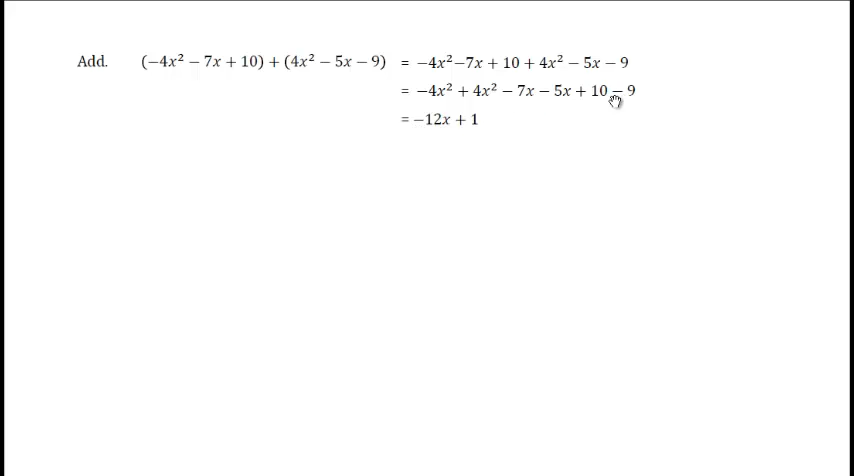 Add. (−4x² − 7x + 10) + (4x² − 5x − 9) = −4x²−7x + 10 + 4x² − 5x − 9
= −4x² + 4x² − 7x − 5x + 10 − 9
= −12x + 1